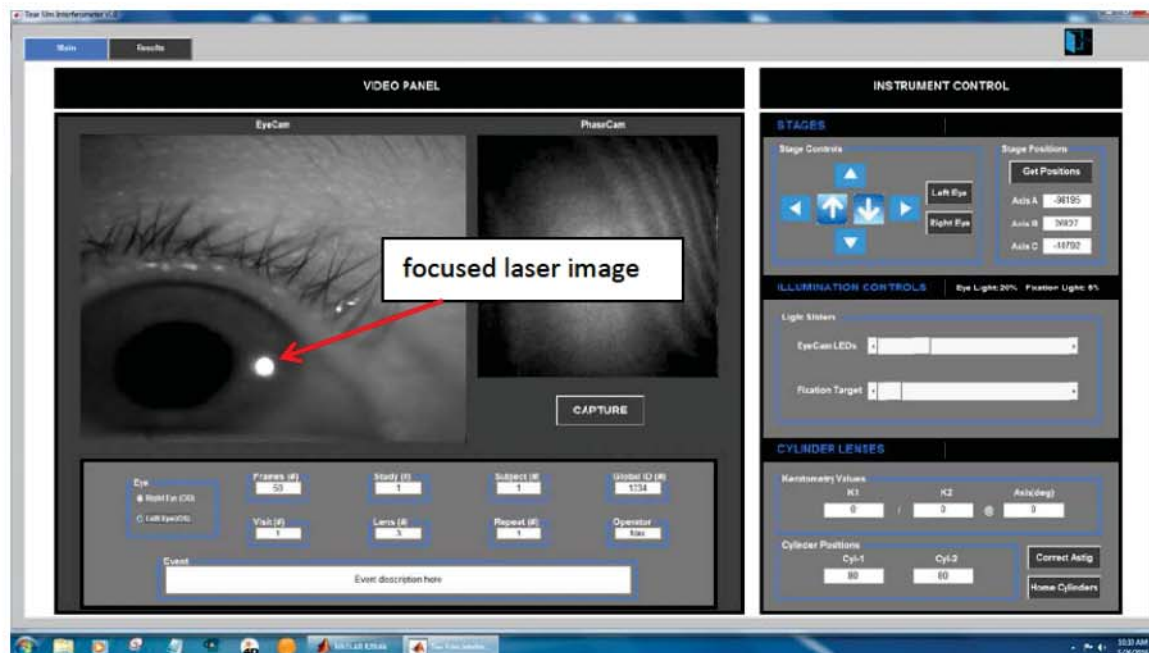 Tear Film Interferometer v1.0
Main
Results
VIDEO PANEL
EyeCam
PhaseCam
focused laser image
CAPTURE
Eye
Right Eye (OD)
Left Eye(OS)
Frames (#)
50
Study (#)
1
Subject (#)
1
Global ID (#)
1234
Visit(#)
1
Lens (#)
3
Repeat (#)
1
Operator
Event
Event description here
INSTRUMENT CONTROL
STAGES
Stage Controls
Left Eye
Right Eye
Stage Positions
Get Positions
Axis A
Axis B
Axis C
ILLUMINATION CONTROLS
Eye Light: 20% Fixation Light: 6%
Light Sliders
EyeCam LEDs
Fixation Target
CYLINDER LENSES
Keratometry Values
K1
K2
Axis(deg)
0 / 0 @ 0
Cylinder Positions
Cyl-1
Cyl-2
80
80
Correct Astig
Home Cylinders
Tear Film Interfer...